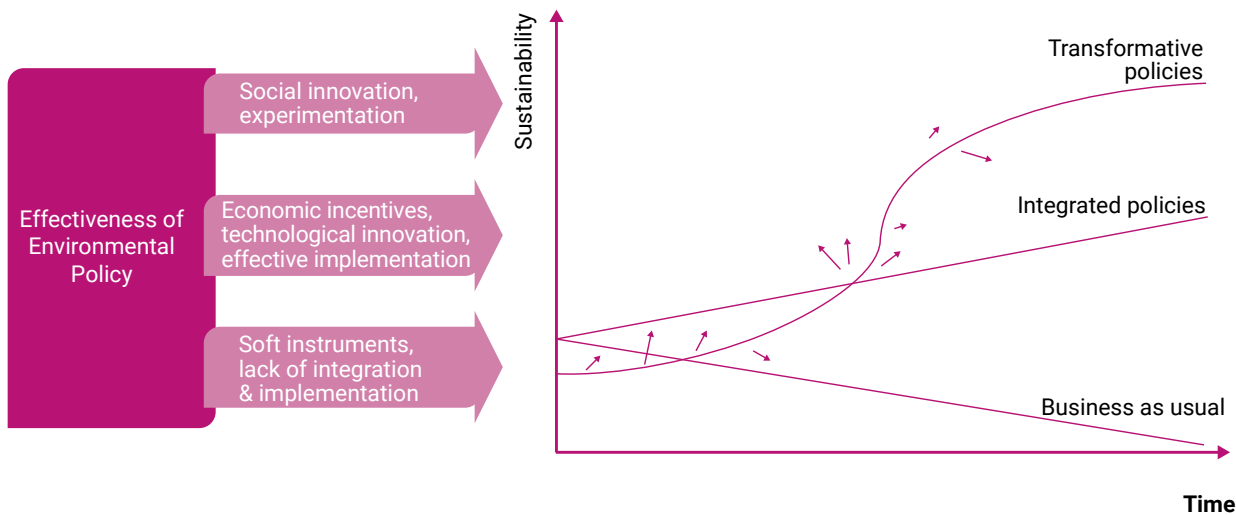 Effectiveness of
Environmental
Policy
Social innovation,
experimentation
Economic incentives,
technological innovation,
effective implementation
Soft instruments,
lack of integration
& implementation
Sustainability
Transformative
policies
Integrated policies
Business as usual
Time